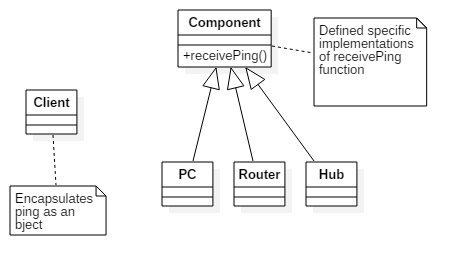 Component
+receivePing()
Defined specific
implementations
of receivePing
function
Client
Encapsulates
ping as an
bject
PC
Router
Hub